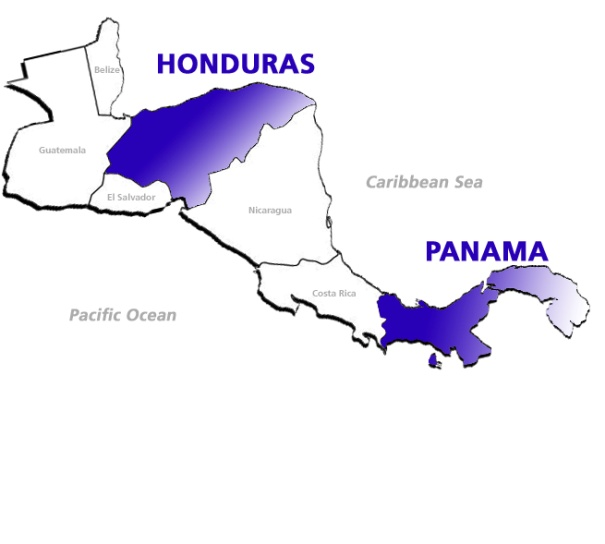 HONDURAS
Belize
Guatemala
Caribbean Sea
El Salvador
Nicaragua
PANAMA
Costa Rica
Pacific Ocean